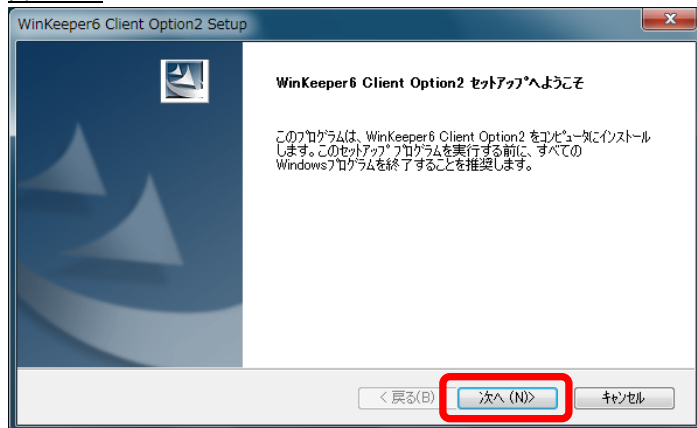 WinKeeper6 Client Option2 Setup
WinKeeper6 Client Option2 ｾｯﾄｱｯﾌﾟへようこそ
このﾌﾟﾛｸﾞﾗﾑは、WinKeeper6 Client Option2 をｺﾝﾋﾟｭｰﾀにインストール
します。このｾｯﾄｱｯﾌﾟ ﾌﾟﾛｸﾞﾗﾑを実行する前に、すべての
Windowsﾌﾟﾛｸﾞﾗﾑを終了することを推奨します。
< 戻る(B)
次へ (N)>
ｷｬﾝｾﾙ